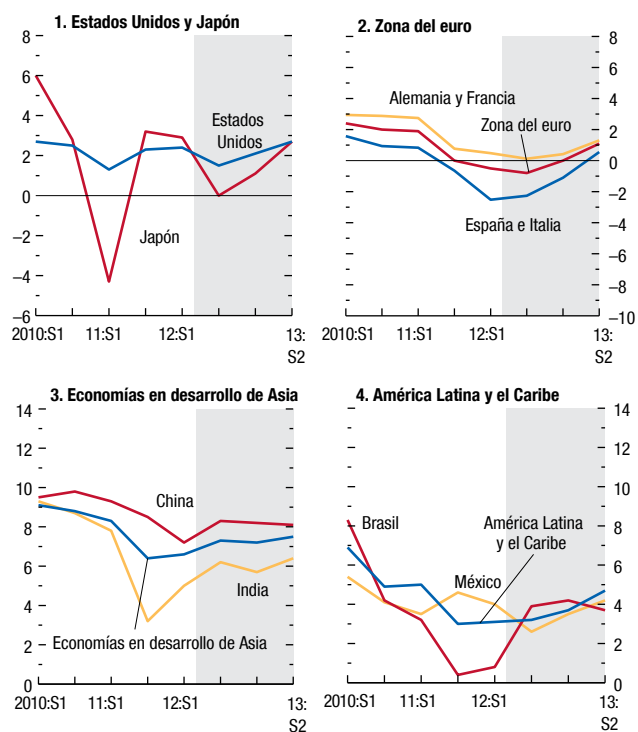 1. Estados Unidos y Japón
8
6
4
2
0
–2
–4
–6
Estados
Unidos
Japón
2010:S1
11:S1
12:S1
13:
S2
2. Zona del euro
8
6
4
2
0
–2
–4
–6
–8
–10
Alemania y Francia
Zona del euro
España e Italia
2010:S1
11:S1
12:S1
13:
S2
3. Economías en desarrollo de Asia
14
12
10
8
6
4
2
0
China
India
Economías en desarrollo de Asia
2010:S1
11:S1
12:S1
13:
S2
4. América Latina y el Caribe
14
12
10
8
6
4
2
0
Brasil
América Latina
y el Caribe
México
2010:S1
11:S1
12:S1
13:
S2